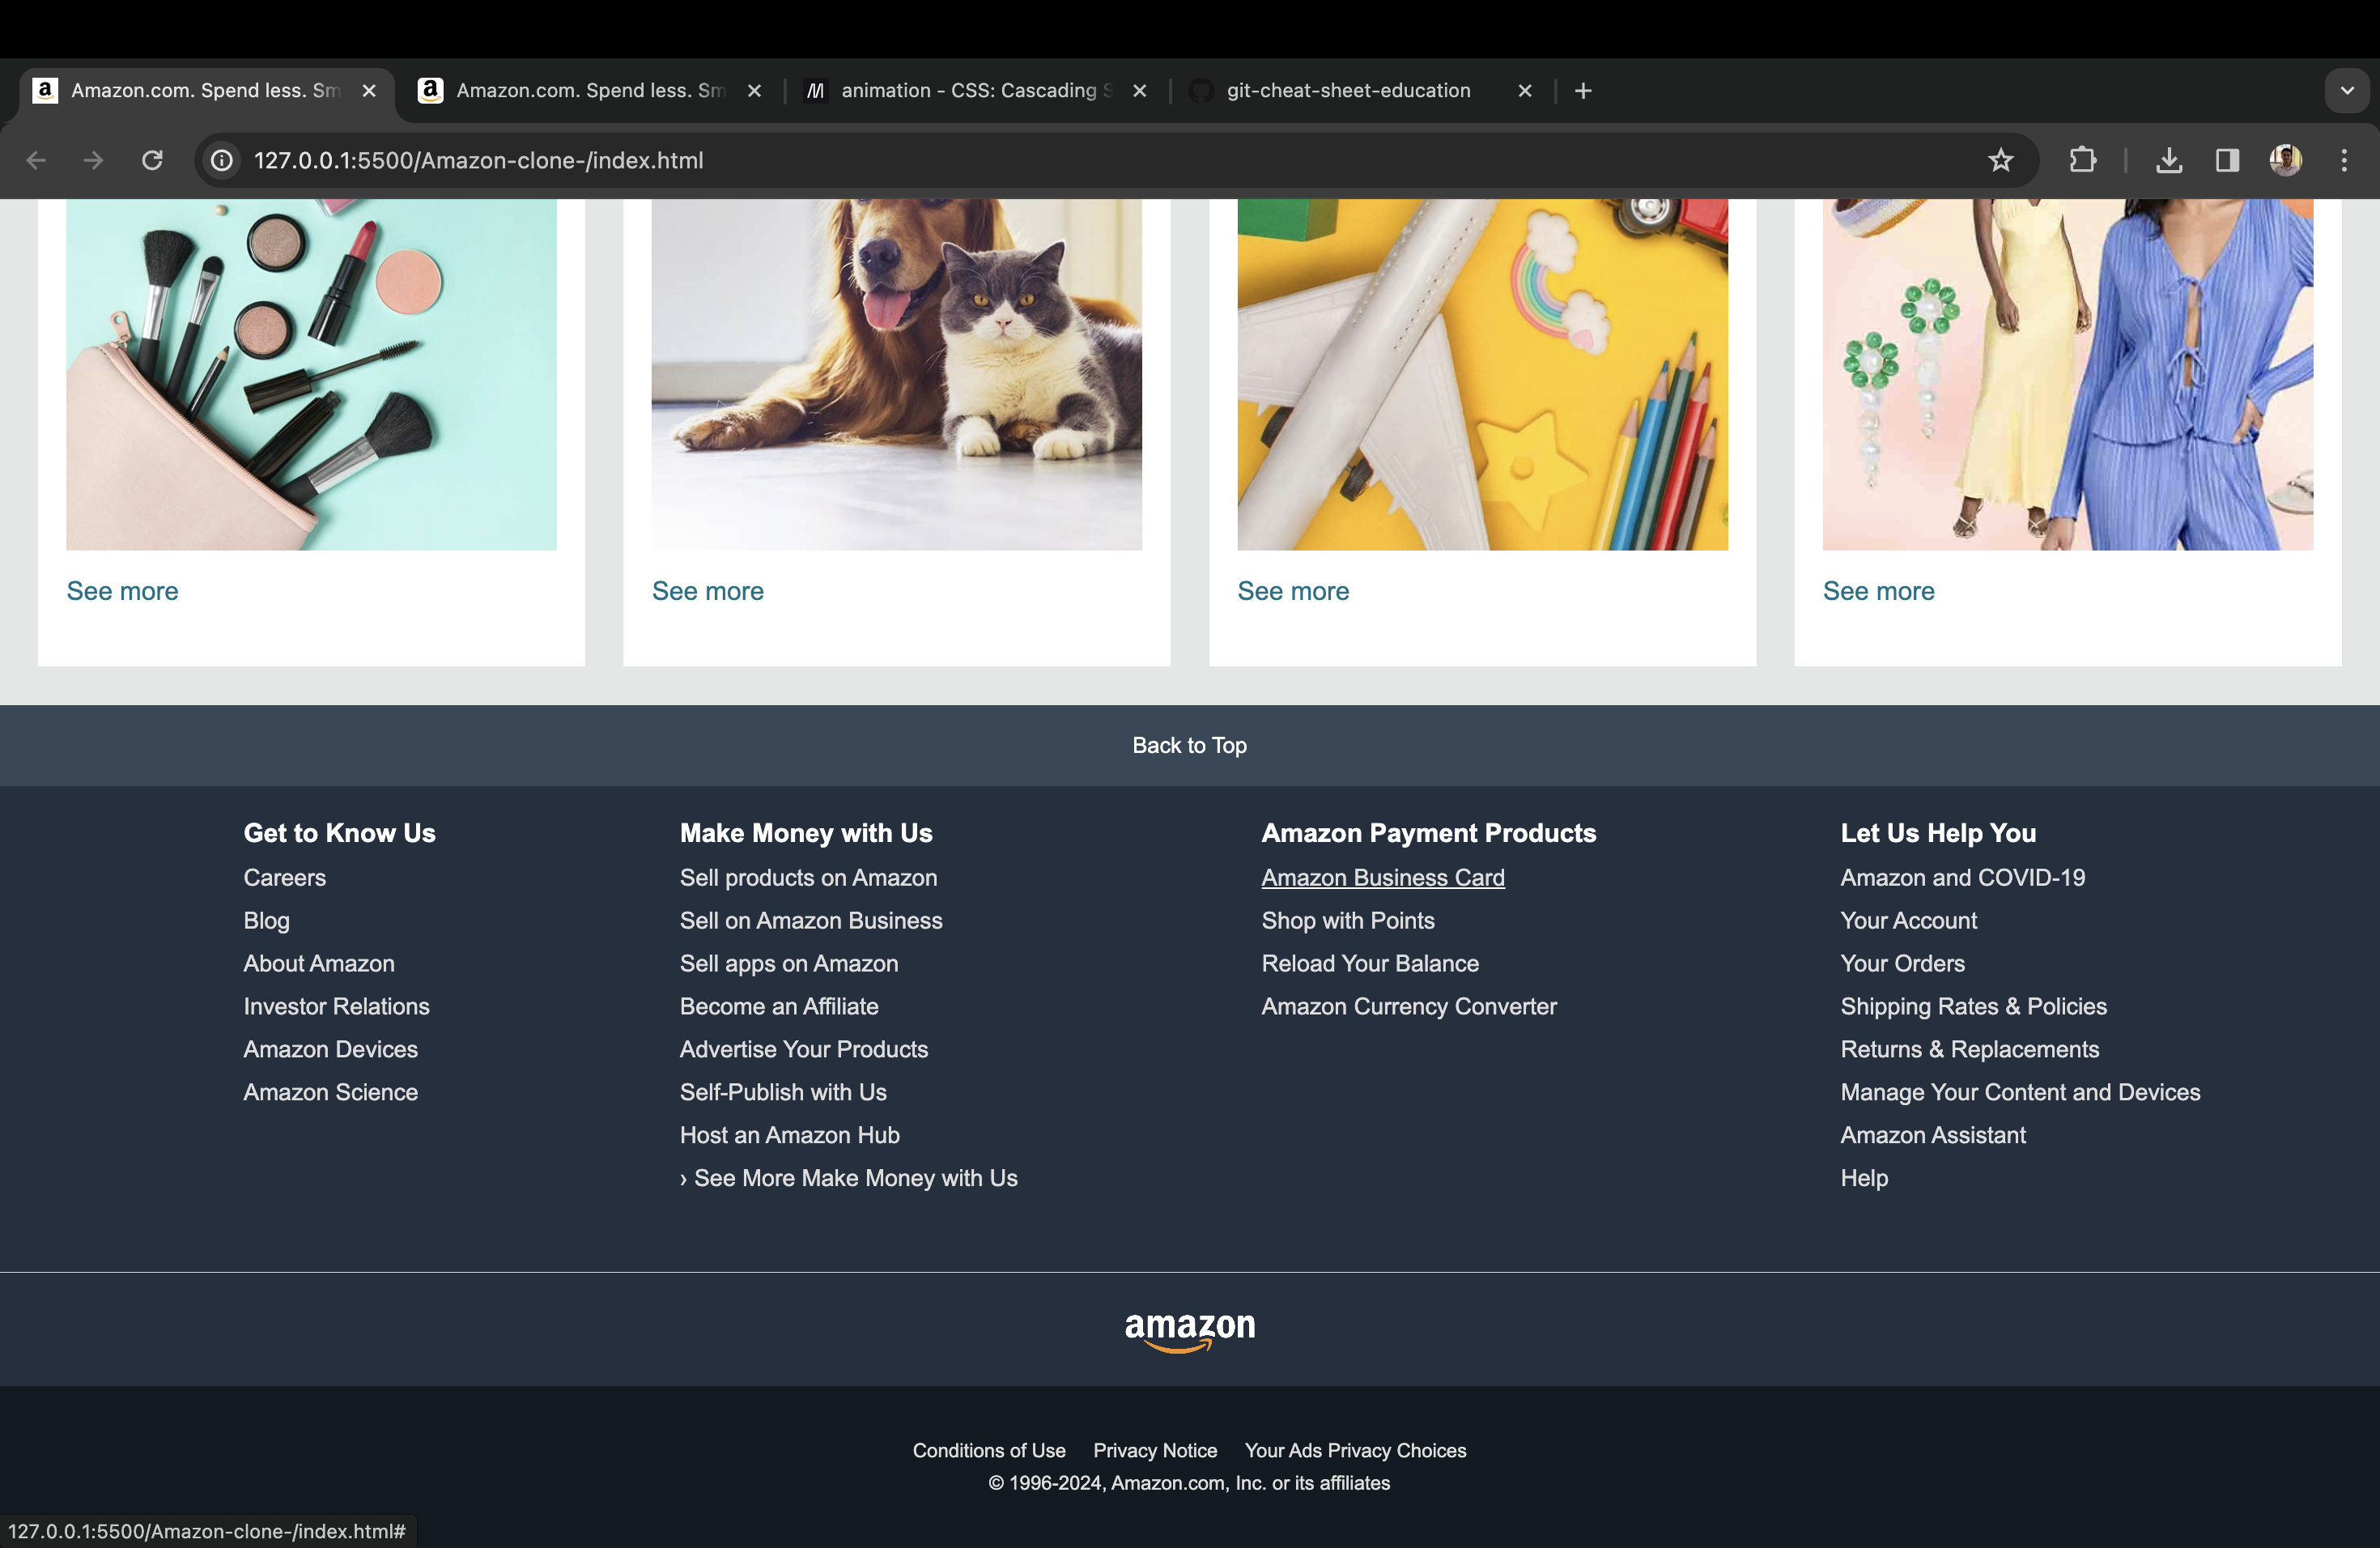 Amazon.com. Spend less. Sm
Amazon.com. Spend less. Sm
animation - CSS: Cascading S
git-cheat-sheet-education
127.0.0.1:5500/Amazon-clone-/index.html
See more
See more
See more
See more
Back to Top
Get to Know Us
Careers
Blog
About Amazon
Investor Relations
Amazon Devices
Amazon Science
Make Money with Us
Sell products on Amazon
Sell on Amazon Business
Sell apps on Amazon
Become an Affiliate
Advertise Your Products
Self-Publish with Us
Host an Amazon Hub
› See More Make Money with Us
Amazon Payment Products
Amazon Business Card
Shop with Points
Reload Your Balance
Amazon Currency Converter
Let Us Help You
Amazon and COVID-19
Your Account
Your Orders
Shipping Rates & Policies
Returns & Replacements
Manage Your Content and Devices
Amazon Assistant
Help
amazon
Conditions of Use Privacy Notice Your Ads Privacy Choices
© 1996-2024, Amazon.com, Inc. or its affiliates
127.0.0.1:5500/Amazon-clone-/index.html#